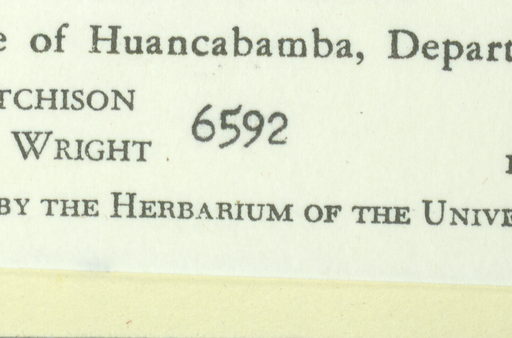 e of Huancabamba, Depart
TCHISON
6592
WRIGHT
BY THE HERBARIUM OF THE UNIVE